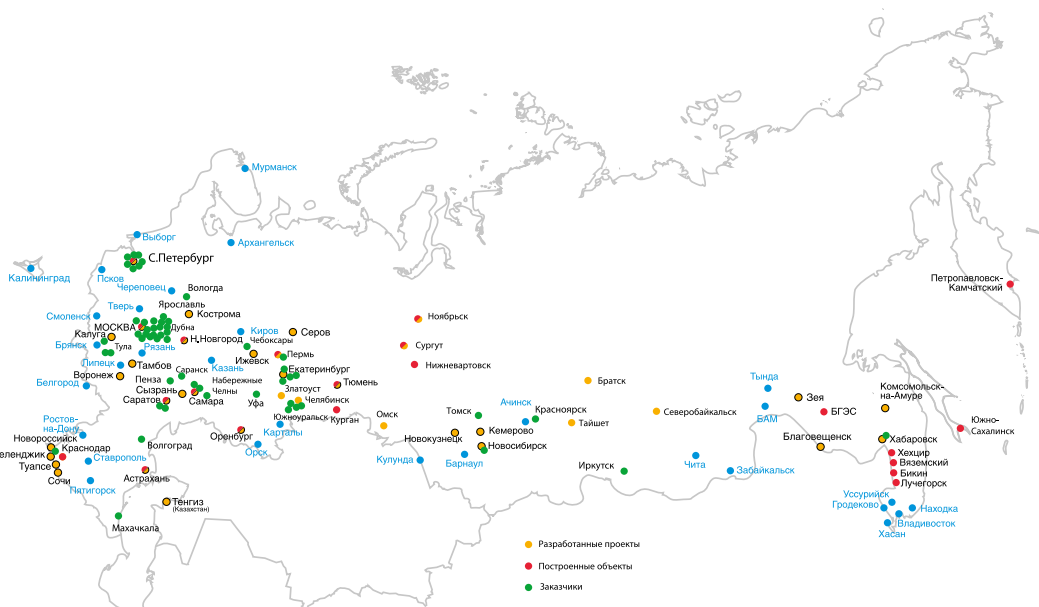 Мурманск
Выборг
Архангельск
С.Петербург
Калининград
Псков
Череповец
Вологда
Петропавловск-
Камчатский
Тверь
Ярославль
Кострома
Смоленск
МОСКВА
Дубна
Ноябрьск
Калуга
Н.Новгород
Киров
Серов
Чебоксары
Брянск
Тула
Рязань
Сургут
Ижевск
Пермь
Липецк
Тамбов
Казань
Нижневартовск
Воронеж
Саранск
Екатеринбург
Белгород
Пенза
Набережные
Челны
Тюмень
Братск
Тында
Сызрань
Златоуст
Комсомольск-
на-Амуре
Саратов
Самара
Уфа
Челябинск
Зея
Ачинск
Южноуральск
Курган
Омск
Томск
Красноярск
Северобайкальск
БАМ
БГЭС
Ростов-
на-Дону
Тайшет
Южно-
Сахалинск
Оренбург
Карталы
Новокузнецк
Кемерово
Благовещенск
Хабаровск
Новороссийск
Волгоград
Новосибирск
еленджик
Краснодар
Орск
Хехцир
Ставрополь
Кулунда
Барнаул
Иркутск
Чита
Вяземский
Туапсе
Забайкальск
Бикин
Сочи
Астрахань
Лучегорск
Пятигорск
Уссурийск
Тенгиз
(Казахстан)
Гродеково
Находка
Махачкала
Владивосток
Хасан
Разработанные проекты
Построенные объекты
Заказчики